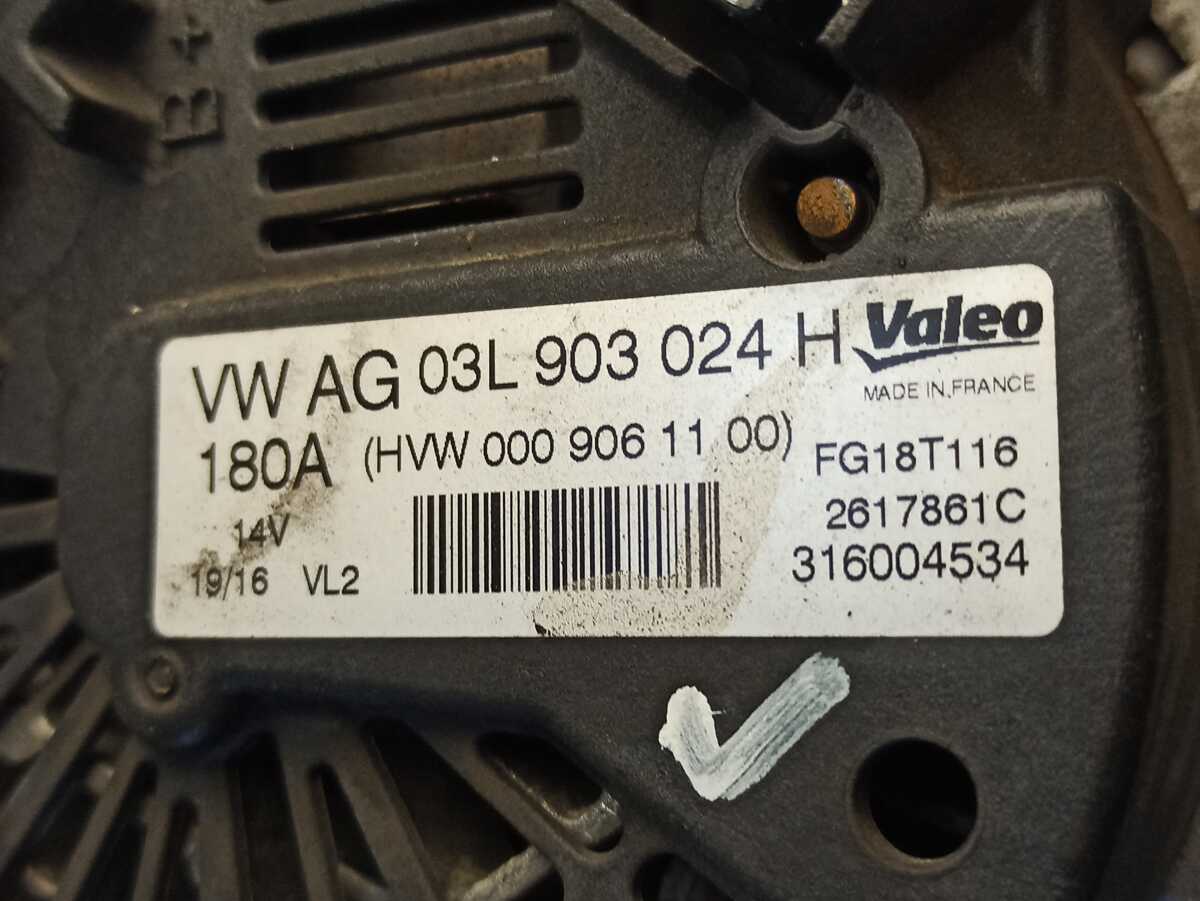 B+
VW AG 03L 903 024 H
Valeo
MADE IN FRANCE
180A (HVW 000 906 11 00)
FG18T116
14V
2617861C
19/16 VL2
316004534